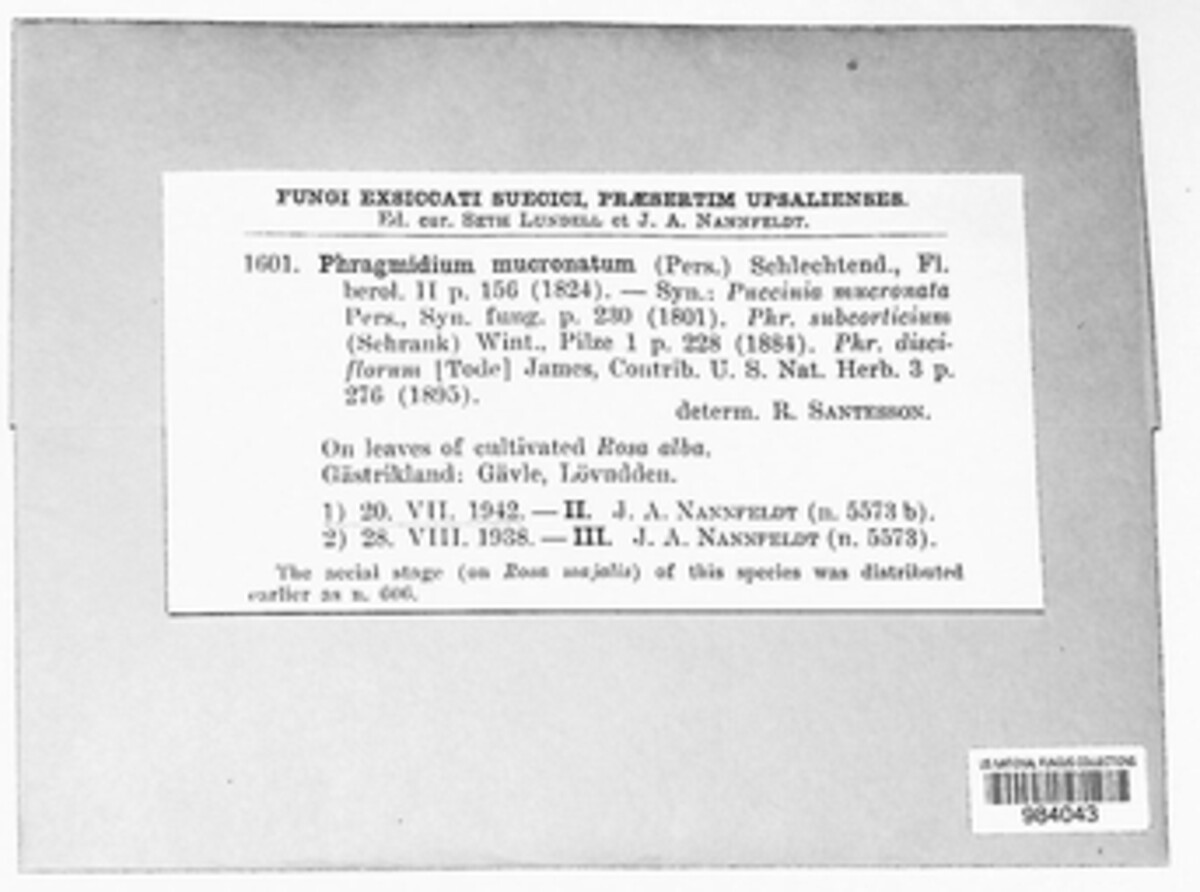 FUNGI EXSICCATI SUECICI, PRÆSERTIM UPSALIENSES.
Ed. cur. SETH LUNDELL et J. A. NANNFELDT.
1601. Phragmidium mucronatum (Pers.) Schlechtend., Fl.
berol. II p. 156 (1824). — Syn.: Puccinia mucronata
Pers., Syn. fung. p. 230 (1801). Phr. subcorticium
(Schrank) Wint., Pilze 1 p. 228 (1884). Phr. disci-
florum [Tode] James, Contrib. U. S. Nat. Herb. 3 p.
276 (1895).
determ. R. SANTESSON.
On leaves of cultivated Rosa alba.
Gästrikland: Gävle, Lövudden.
1) 20. VII. 1942. — II. J. A. NANNFELDT (n. 5573 b).
2) 28. VIII. 1938. — III. J. A. NANNFELDT (n. 5573).
The aecial stage (on Rosa majalis) of this species was distributed
earlier as n. 606.
US NATIONAL FUNGUS COLLECTIONS
984043